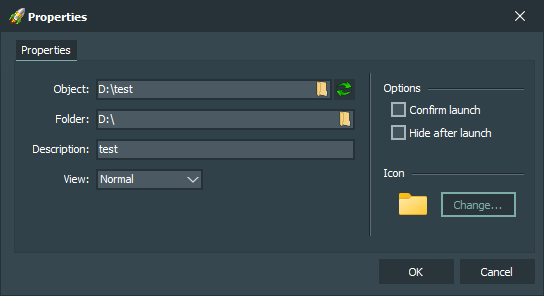 Properties
Properties
Object: D:\test
Folder: D:\
Description: test
View: Normal
Options
Confirm launch
Hide after launch
Icon
Change...
OK Cancel